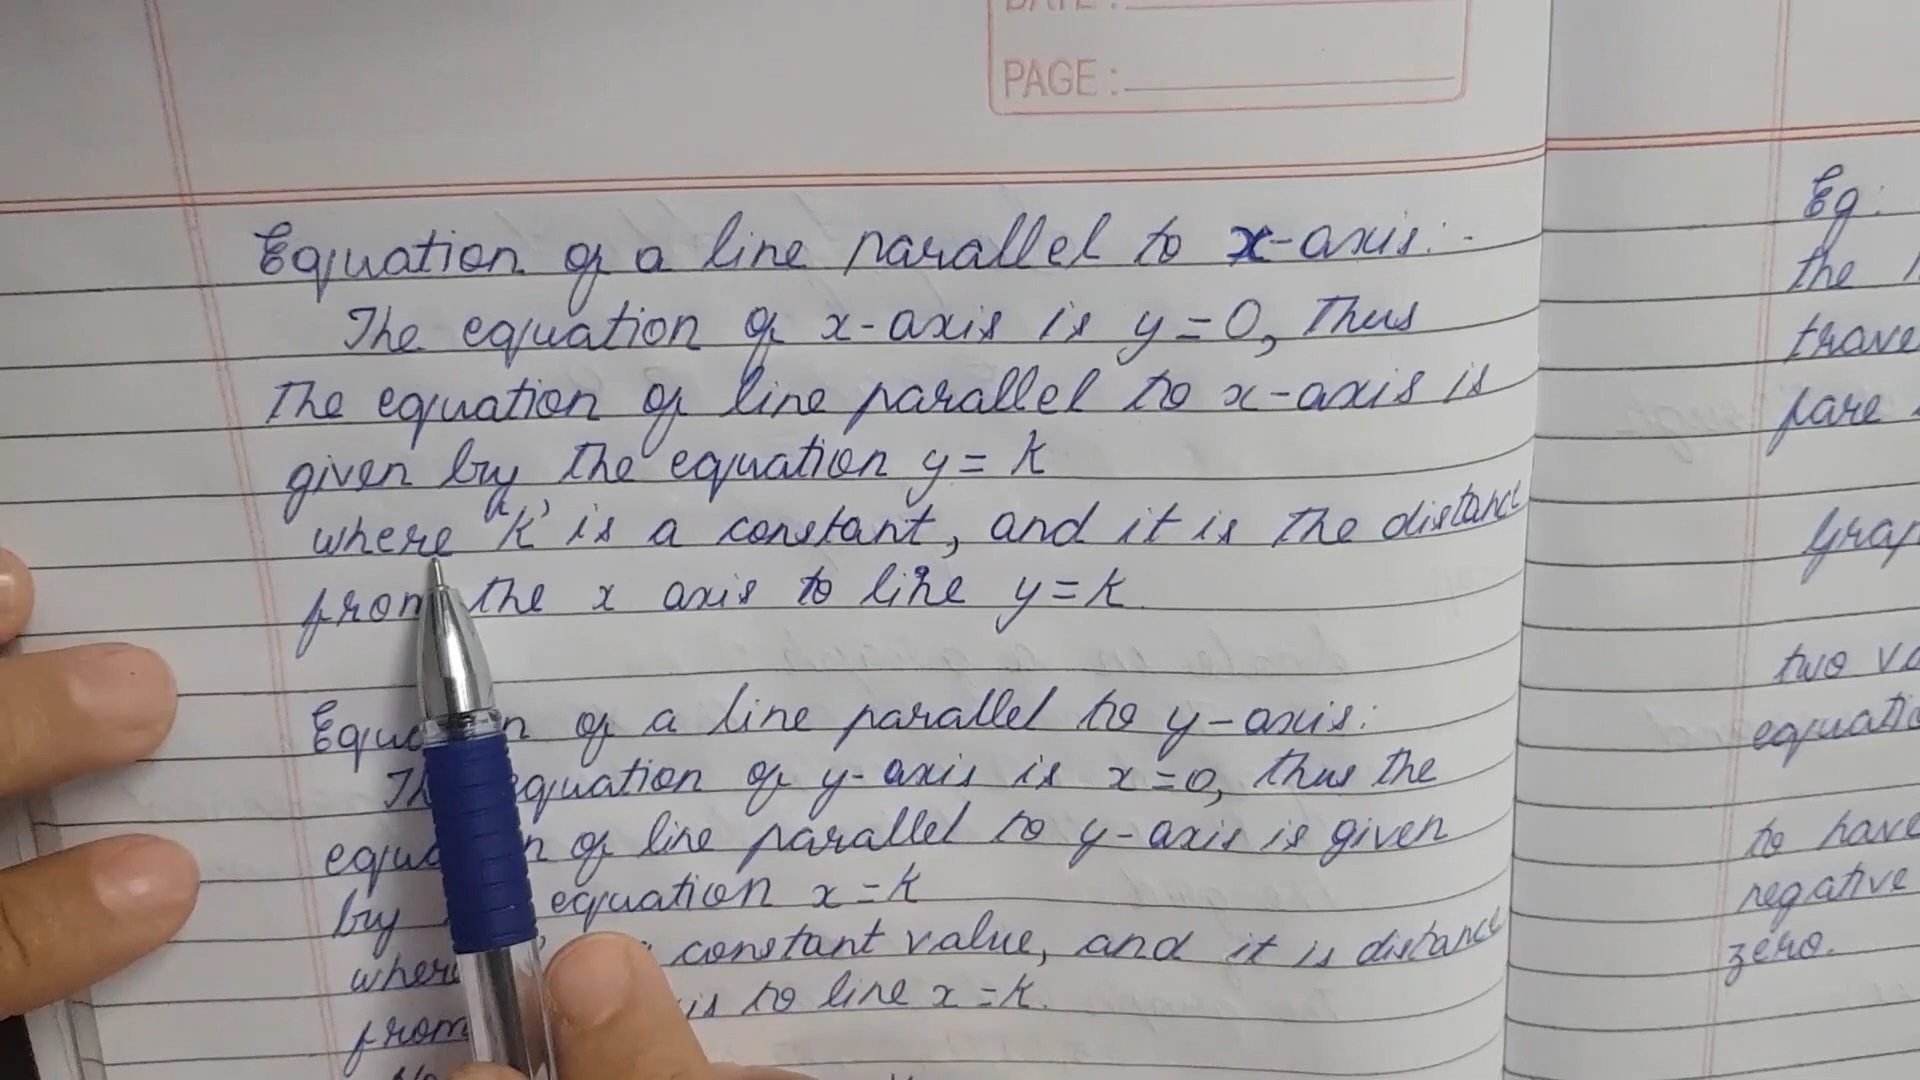 PAGE :
Equation of a line parallel to x-axis:-
The equation of x-axis is y = 0, Thus
The equation of line parallel to x-axis is
given by the equation y = k
where 'k' is a constant, and it is the distance
from the x axis to line y = k.
Equ n of a line parallel to y-axis:
Th equation of y-axis is x = 0, thus the
equa n of line parallel to y-axis is given
by equation x = k
where constant value, and it is distance
from is to line x = k.
Eg:
the
trave
pare
Grap
two va
equatio
to have
negative
zero.